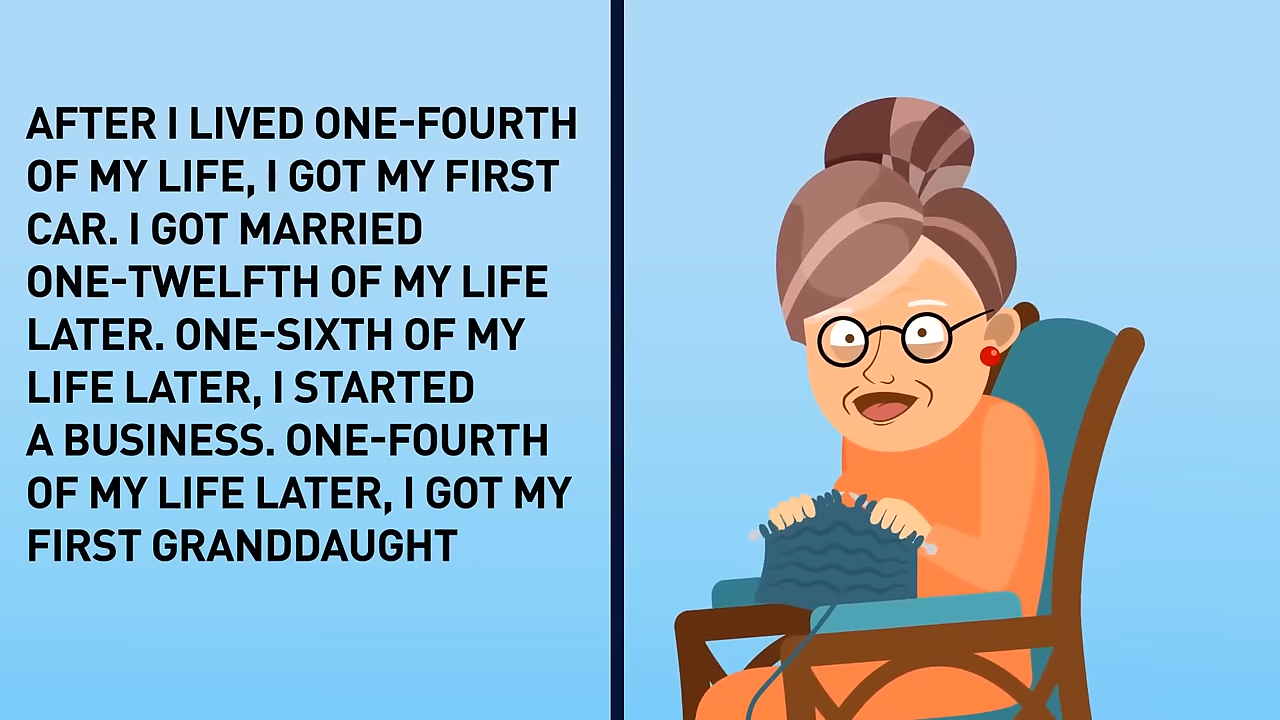 AFTER I LIVED ONE-FOURTH
OF MY LIFE, I GOT MY FIRST
CAR. I GOT MARRIED
ONE-TWELFTH OF MY LIFE
LATER. ONE-SIXTH OF MY
LIFE LATER, I STARTED
A BUSINESS. ONE-FOURTH
OF MY LIFE LATER, I GOT MY
FIRST GRANDDAUGHT